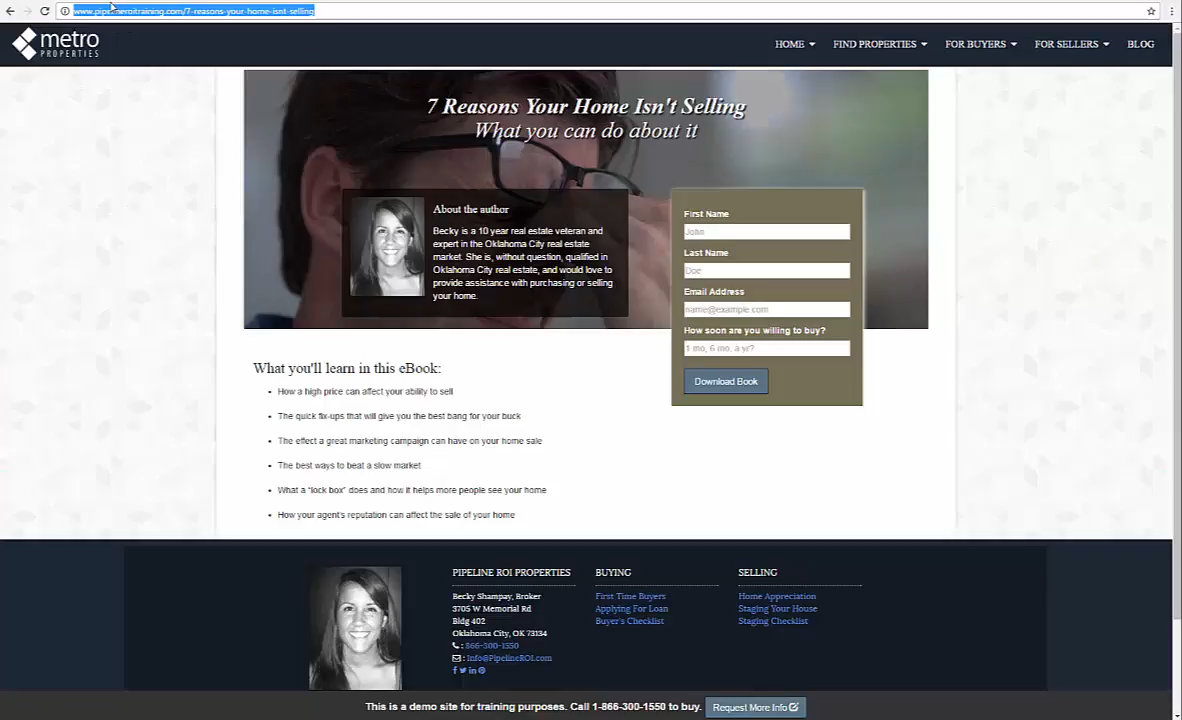 www.pipelineroitraining.com/7-reasons-your-home-isnt-selling
metro
PROPERTIES
HOME
FIND PROPERTIES
FOR BUYERS
FOR SELLERS
BLOG
7 Reasons Your Home Isn't Selling
What you can do about it
About the author
Becky is a 10 year real estate veteran and
expert in the Oklahoma City real estate
market. She is, without question, qualified in
Oklahoma City real estate, and would love to
provide assistance with purchasing or selling
your home.
First Name
John
Last Name
Doe
Email Address
name@example.com
How soon are you willing to buy?
1 mo, 6 mo, a yr?
Download Book
What you'll learn in this eBook:
How a high price can affect your ability to sell
The quick fix-ups that will give you the best bang for your buck
The effect a great marketing campaign can have on your home sale
The best ways to beat a slow market
What a "lock box" does and how it helps more people see your home
How your agent's reputation can affect the sale of your home
PIPELINE ROI PROPERTIES
Becky Shampay, Broker
3705 W Memorial Rd
Bldg 402
Oklahoma City, OK 73134
: 866-300-1550
: Info@PipelineROI.com
BUYING
First Time Buyers
Applying For Loan
Buyer's Checklist
SELLING
Home Appreciation
Staging Your House
Staging Checklist
This is a demo site for training purposes. Call 1-866-300-1550 to buy.
Request More Info